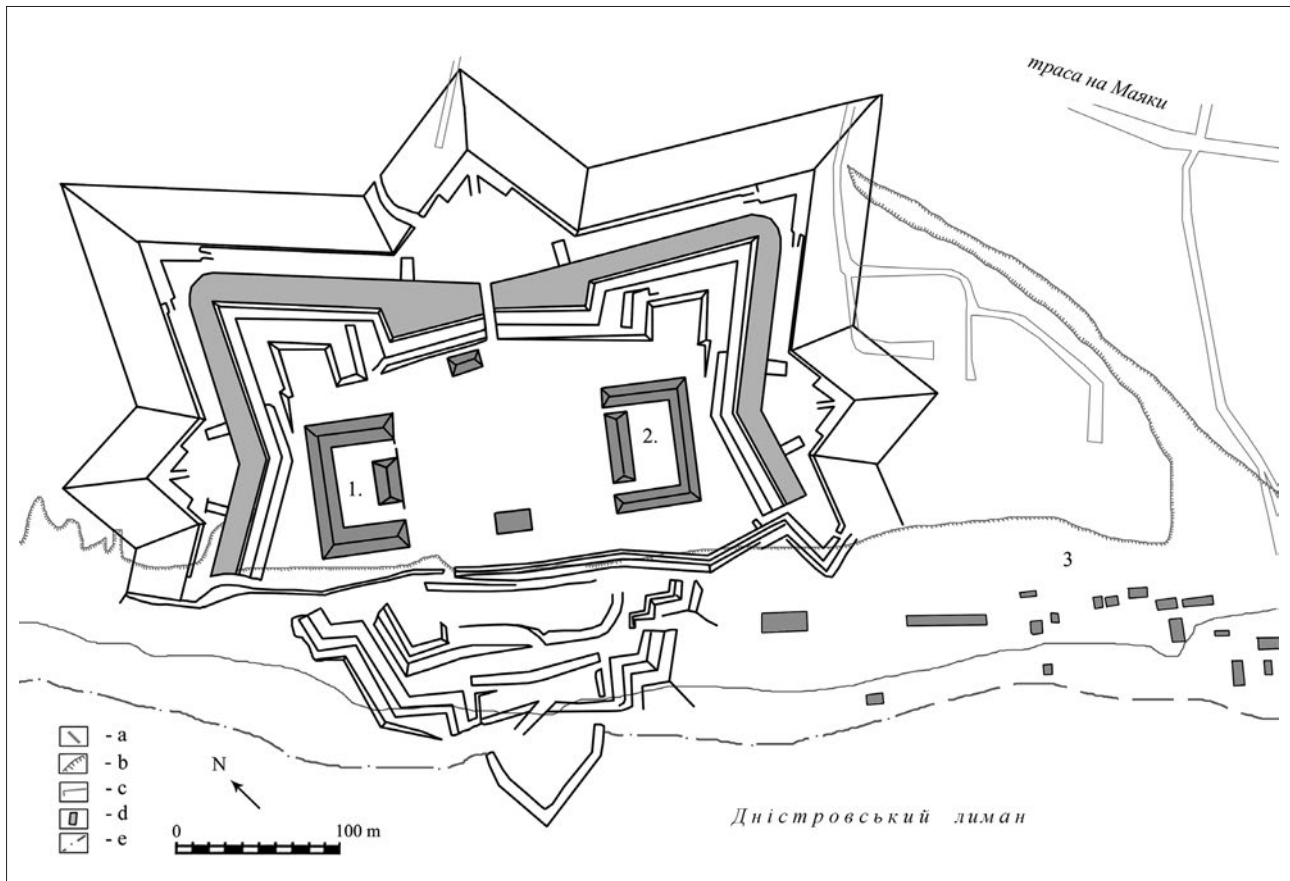 траса на Маяки
2.
1.
3
- a
- b
- c
- d
- e
N
0 100 m
Дністровський лиман